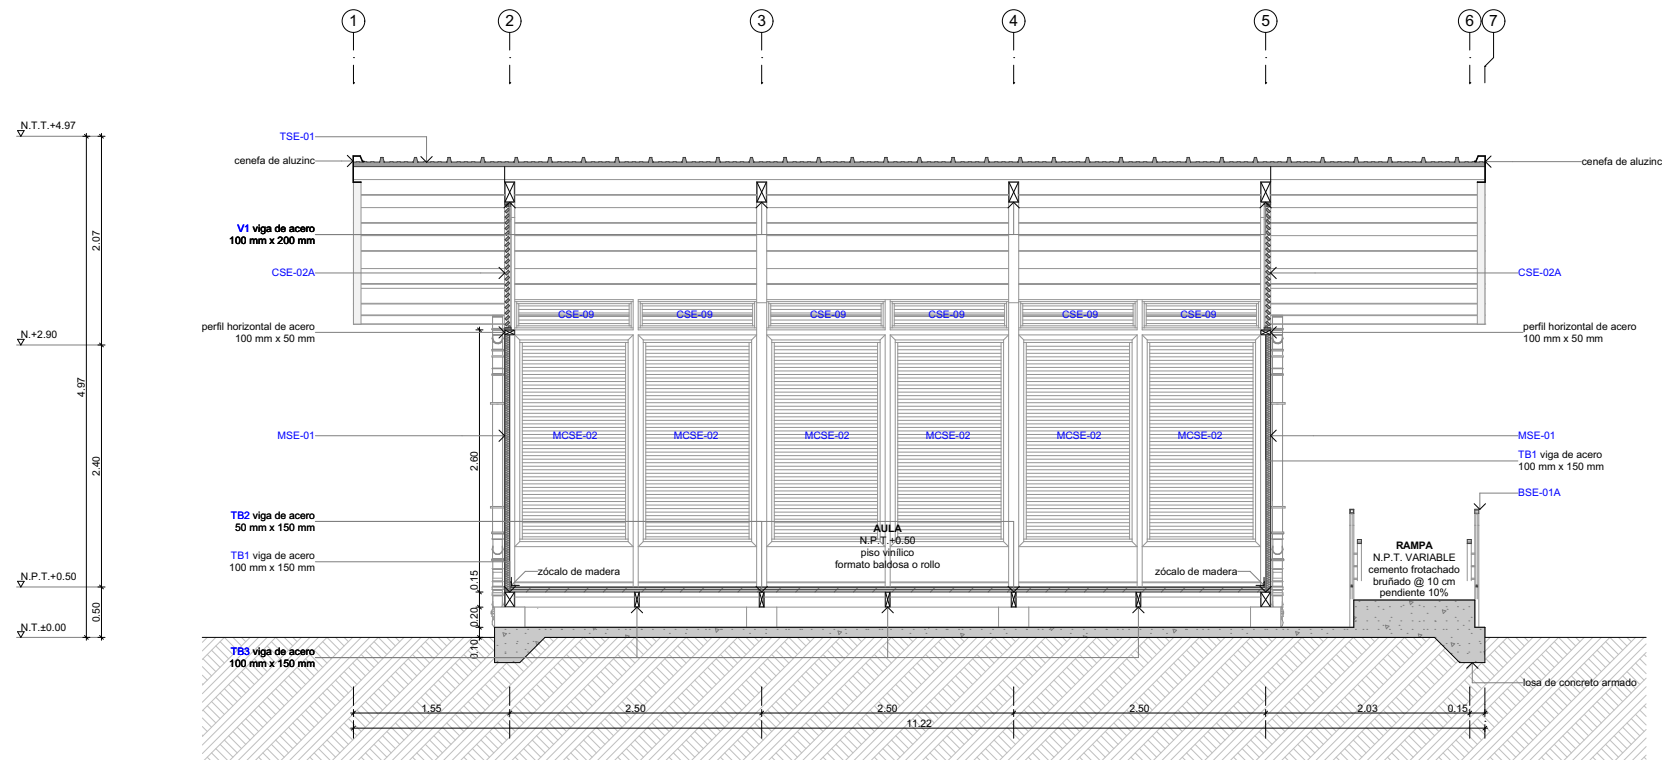 1
2
3
4
5
6
7
N.T.T.+4.97
TSE-01
cenefa de aluzinc
cenefa de aluzinc
2.07
V1 viga de acero
100 mm x 200 mm
CSE-02A
CSE-02A
CSE-09
CSE-09
CSE-09
CSE-09
CSE-09
CSE-09
perfil horizontal de acero
100 mm x 50 mm
perfil horizontal de acero
100 mm x 50 mm
N.+2.90
4.97
MSE-01
MCSE-02
MCSE-02
MCSE-02
MCSE-02
MCSE-02
MCSE-02
MSE-01
2.40
2.60
TB1 viga de acero
100 mm x 150 mm
BSE-01A
TB2 viga de acero
50 mm x 150 mm
AULA
N.P.T.+0.50
piso vinílico
formato baldosa o rollo
TB1 viga de acero
100 mm x 150 mm
RAMPA
N.P.T. VARIABLE
cemento frotachado
bruñado @ 10 cm
pendiente 10%
N.P.T.+0.50
zócalo de madera
zócalo de madera
0.15
0.50
0.20
N.T.±0.00
0.10
TB3 viga de acero
100 mm x 150 mm
losa de concreto armado
1.55
2.50
2.50
2.50
2.03
0.15
11.22